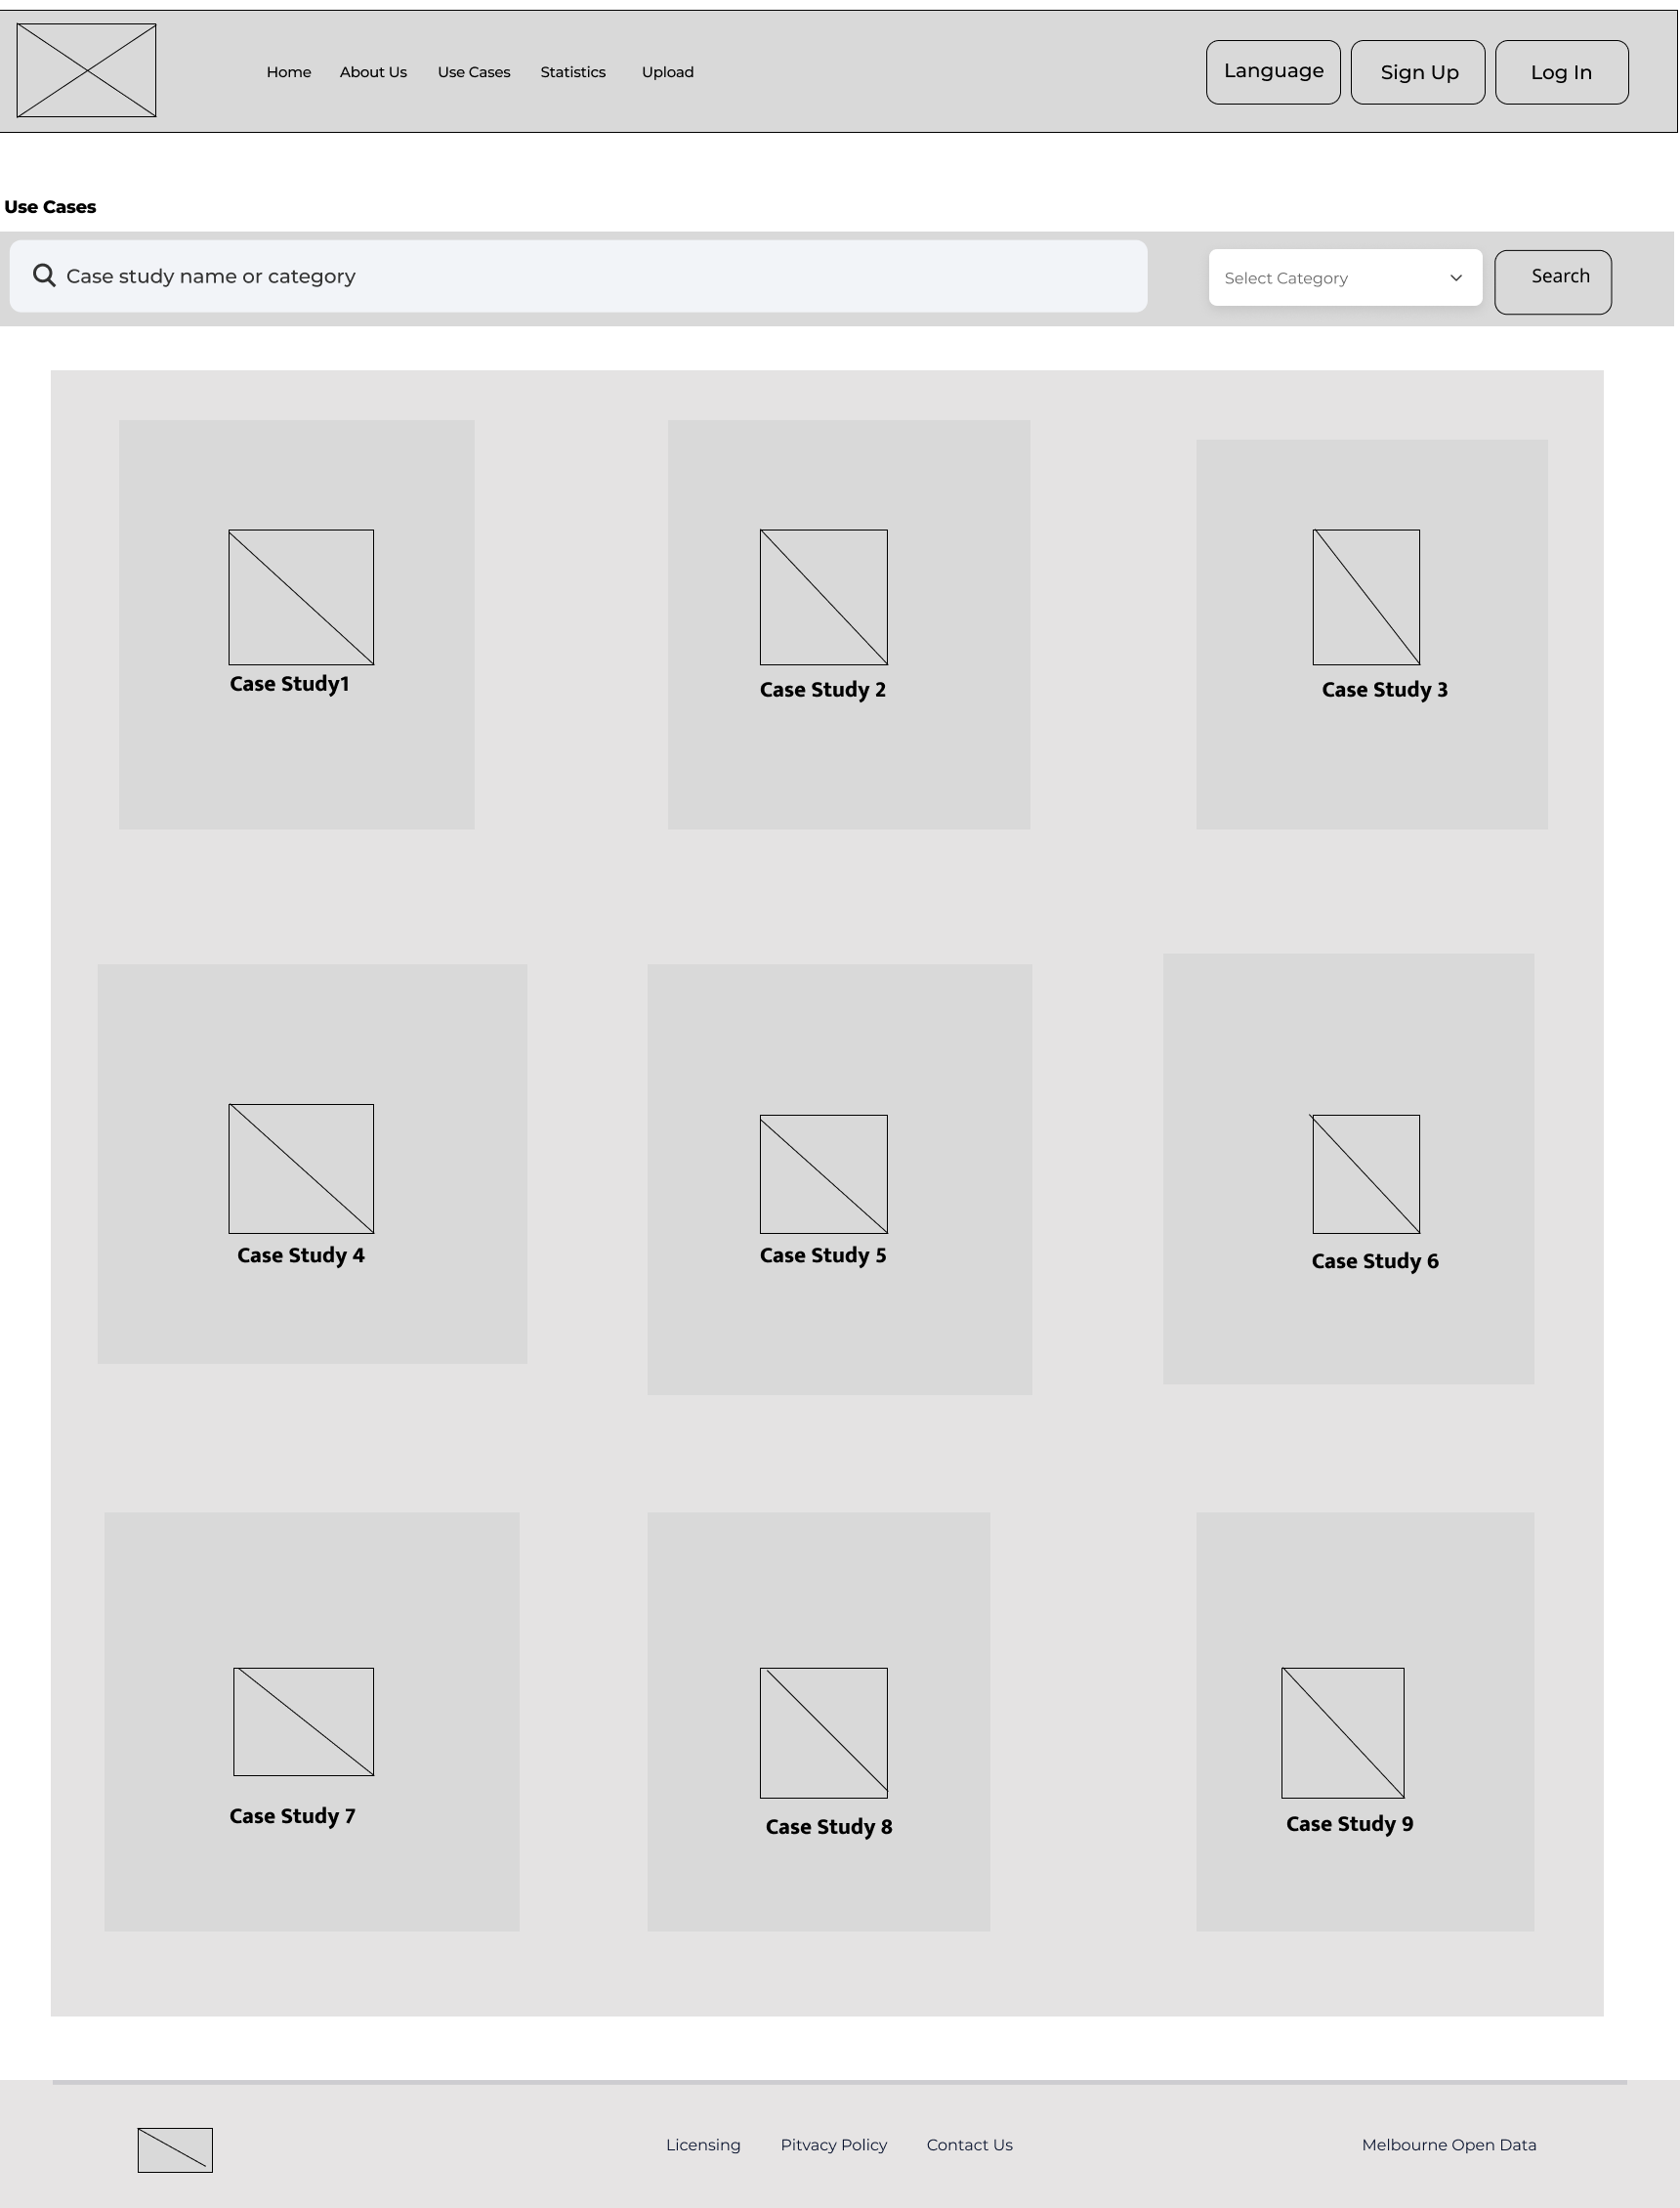 Home About Us Use Cases Statistics Upload Language Sign Up Log In
Use Cases
Case study name or category Select Category Search
Case Study1 Case Study 2 Case Study 3
Case Study 4 Case Study 5 Case Study 6
Case Study 7 Case Study 8 Case Study 9
Licensing Pitvacy Policy Contact Us Melbourne Open Data